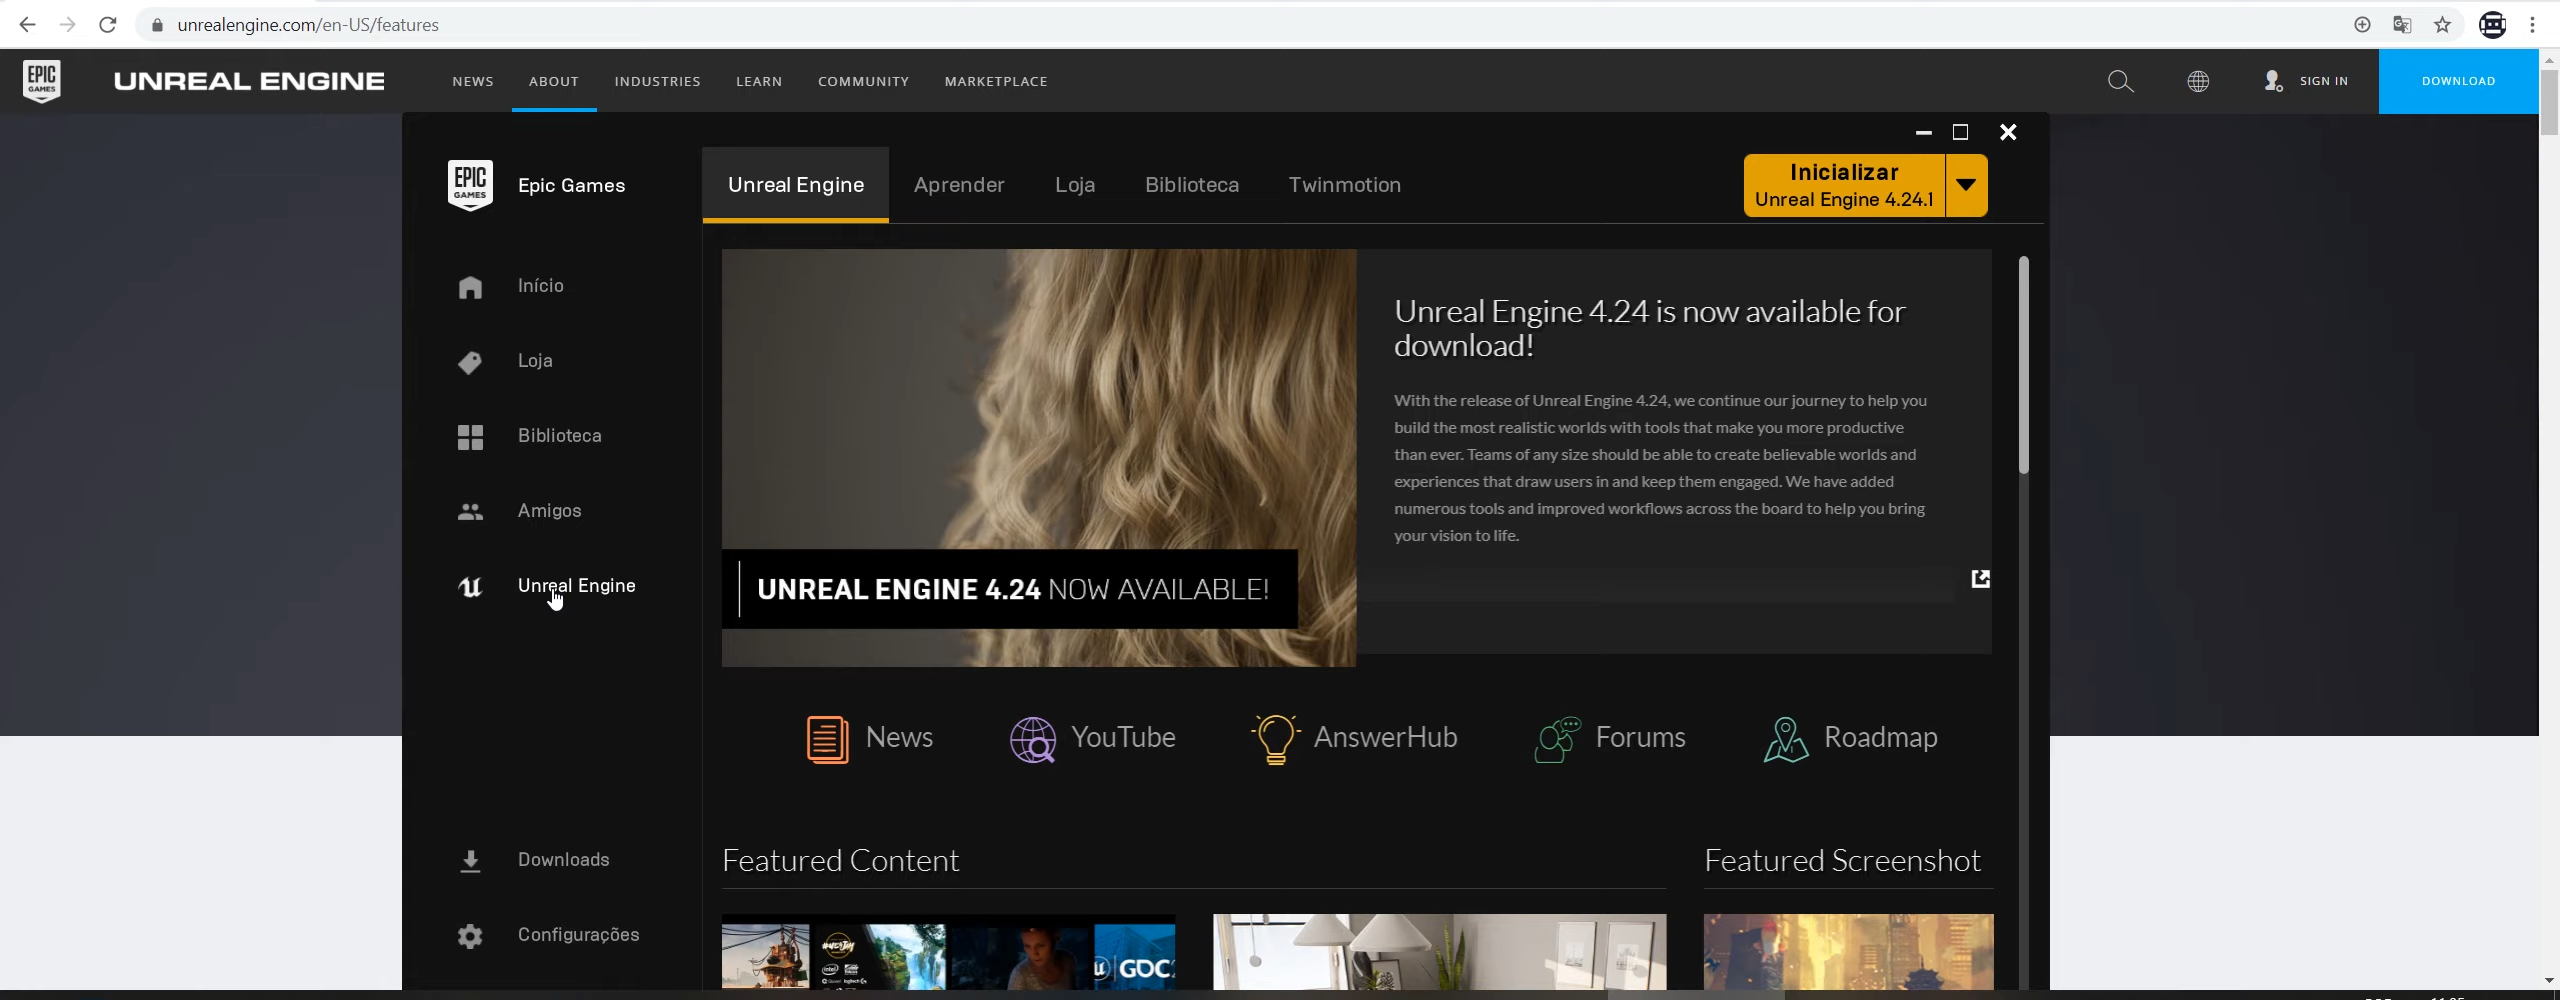 unrealengine.com/en-US/features
EPIC GAMES
UNREAL ENGINE
NEWS
ABOUT
INDUSTRIES
LEARN
COMMUNITY
MARKETPLACE
SIGN IN
DOWNLOAD
EPIC GAMES
Epic Games
Início
Loja
Biblioteca
Amigos
Unreal Engine
Downloads
Configurações
Unreal Engine
Aprender
Loja
Biblioteca
Twinmotion
Inicializar
Unreal Engine 4.24.1
UNREAL ENGINE 4.24 NOW AVAILABLE!
Unreal Engine 4.24 is now available for
download!
With the release of Unreal Engine 4.24, we continue our journey to help you
build the most realistic worlds with tools that make you more productive
than ever. Teams of any size should be able to create believable worlds and
experiences that draw users in and keep them engaged. We have added
numerous tools and improved workflows across the board to help you bring
your vision to life.
News
YouTube
AnswerHub
Forums
Roadmap
Featured Content
Featured Screenshot
GDC